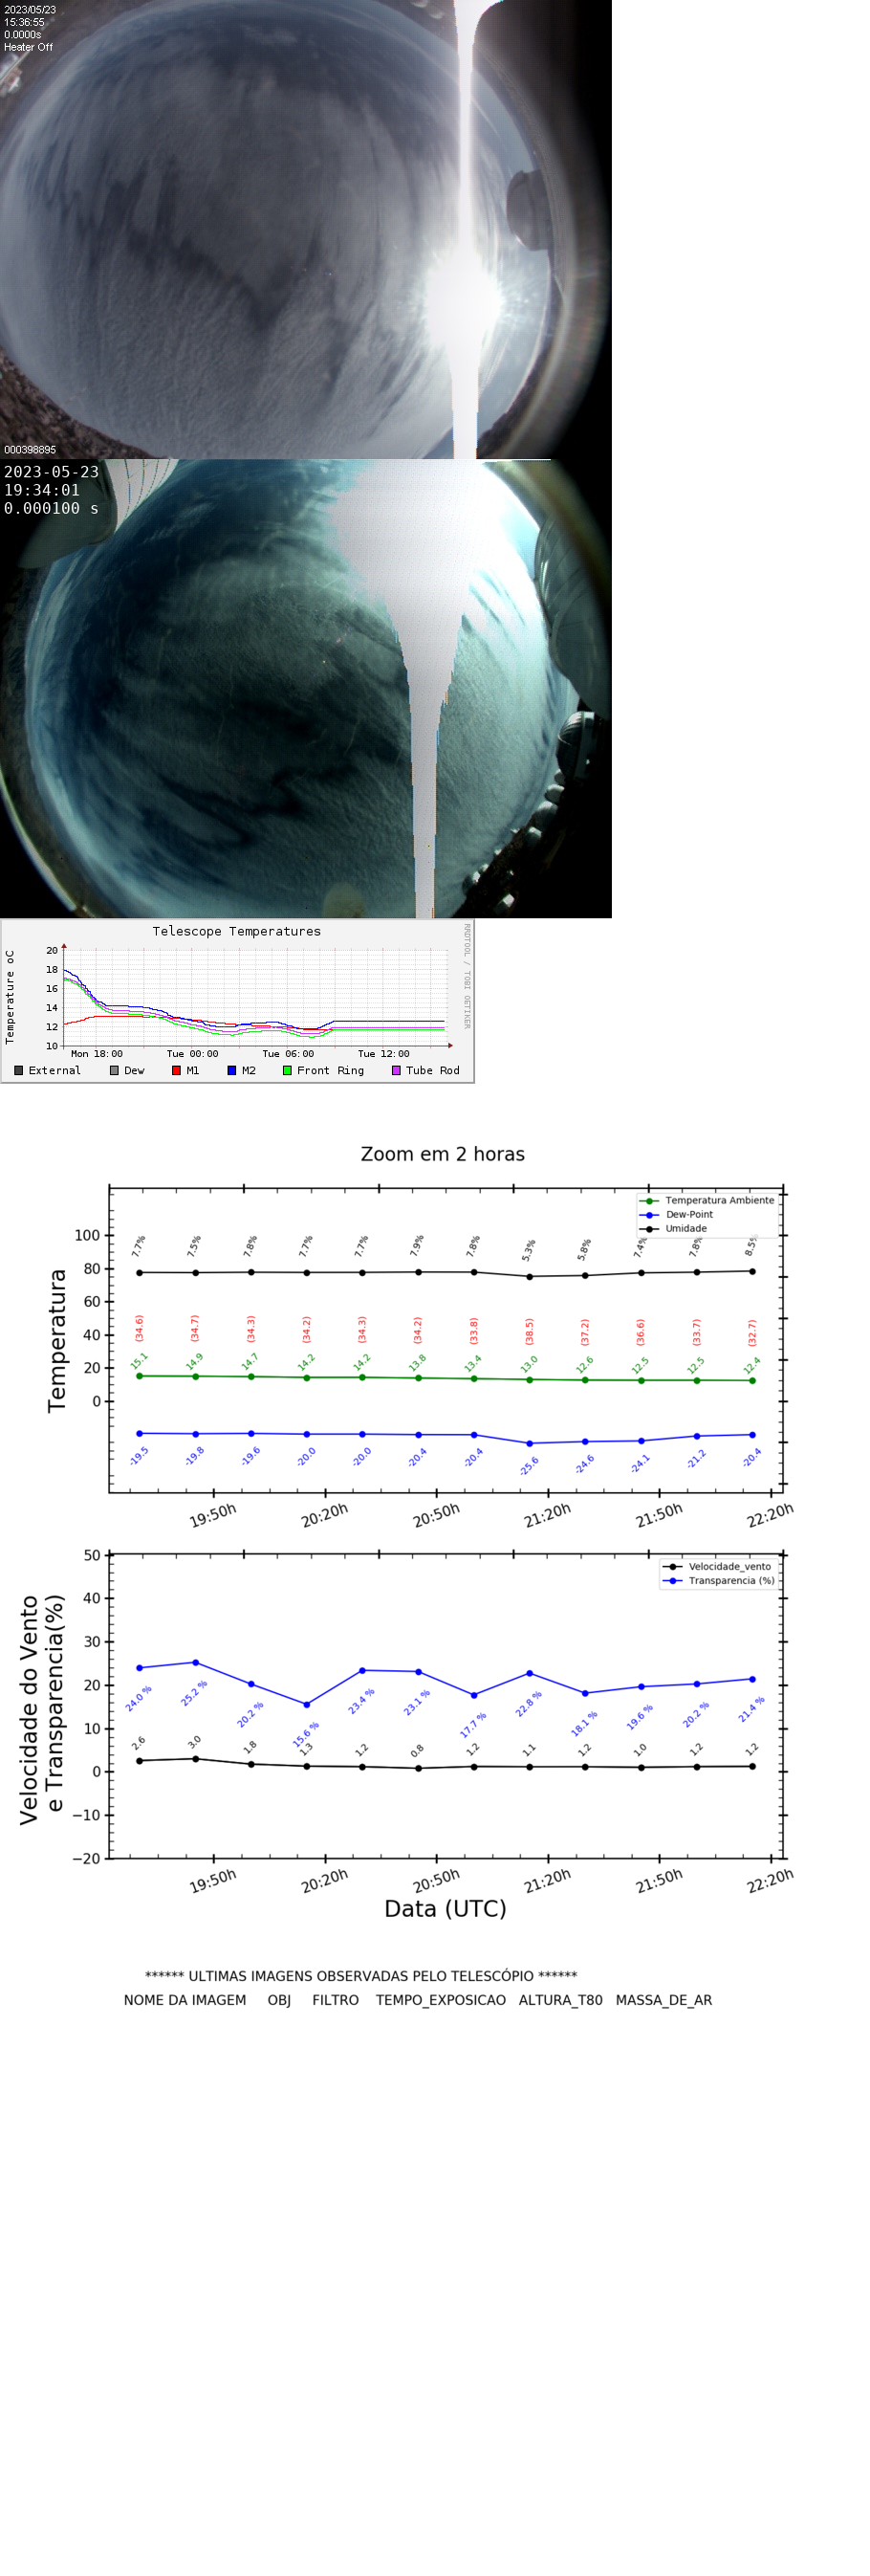 2023/05/23
15:36:55
0.0000s
Heater Off
000398895
2023-05-23
19:34:01
0.000100 s
Telescope Temperatures
RRDTOOL / TOBI OETIKER
Temperature oC
20
18
16
14
12
10
Mon 18:00 Tue 00:00 Tue 06:00 Tue 12:00
External Dew M1 M2 Front Ring Tube Rod
Zoom em 2 horas
Temperatura Ambiente
Dew-Point
Umidade
Temperatura
100
80
60
40
20
0
7.7% 7.5% 7.8% 7.7% 7.7% 7.9% 7.8% 5.3% 5.8% 7.4% 7.8% 8.5%
(34.6) (34.7) (34.3) (34.2) (34.3) (34.2) (33.8) (38.5) (37.2) (36.6) (33.7) (32.7)
15.1 14.9 14.7 14.2 14.2 13.8 13.4 13.0 12.6 12.5 12.5 12.4
-19.5 -19.8 -19.6 -20.0 -20.0 -20.4 -20.4 -25.6 -24.6 -24.1 -21.2 -20.4
19:50h 20:20h 20:50h 21:20h 21:50h 22:20h
Velocidade_vento
Transparencia (%)
Velocidade do Vento
e Transparencia(%)
50
40
30
20
10
0
−10
−20
24.0 % 25.2 % 20.2 % 15.6 % 23.4 % 23.1 % 17.7 % 22.8 % 18.1 % 19.6 % 20.2 % 21.4 %
2.6 3.0 1.8 1.3 1.2 0.8 1.2 1.1 1.2 1.0 1.2 1.2
19:50h 20:20h 20:50h 21:20h 21:50h 22:20h
Data (UTC)
****** ULTIMAS IMAGENS OBSERVADAS PELO TELESCÓPIO ******
NOME DA IMAGEM OBJ FILTRO TEMPO_EXPOSICAO ALTURA_T80 MASSA_DE_AR